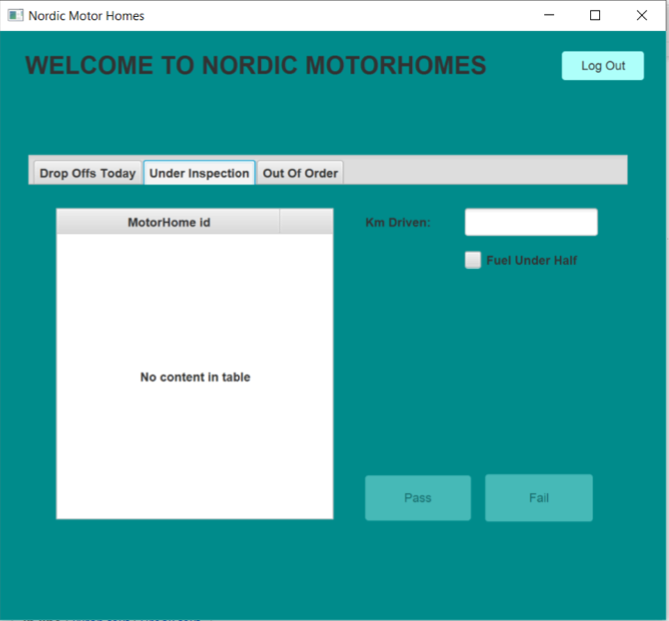 Nordic Motor Homes
WELCOME TO NORDIC MOTORHOMES
Log Out
Drop Offs Today
Under Inspection
Out Of Order
MotorHome id
Km Driven:
Fuel Under Half
No content in table
Pass
Fail